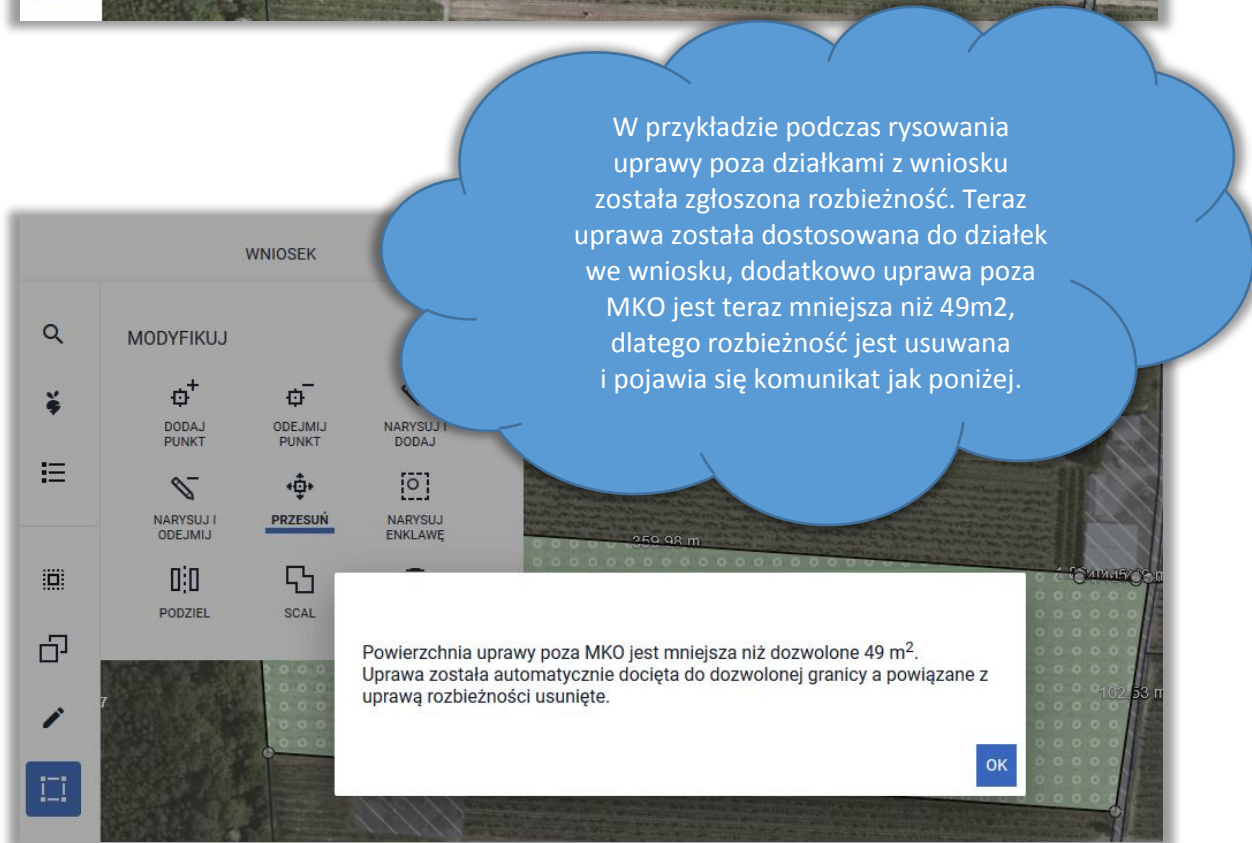 W przykładzie podczas rysowania
uprawy poza działkami z wniosku
została zgłoszona rozbieżność. Teraz
uprawa została dostosowana do działek
we wniosku, dodatkowo uprawa poza
MKO jest teraz mniejsza niż 49m2,
dlatego rozbieżność jest usuwana
i pojawia się komunikat jak poniżej.
WNIOSEK
MODYFIKUJ
DODAJ
PUNKT
ODEJMIJ
PUNKT
NARYSUJ I
DODAJ
NARYSUJ I
ODEJMIJ
PRZESUŃ
NARYSUJ
ENKLAWĘ
PODZIEL
SCAL
359.98 m
102.53 m
7
Powierzchnia uprawy poza MKO jest mniejsza niż dozwolone 49 m².
Uprawa została automatycznie docięta do dozwolonej granicy a powiązane z
uprawą rozbieżności usunięte.
OK